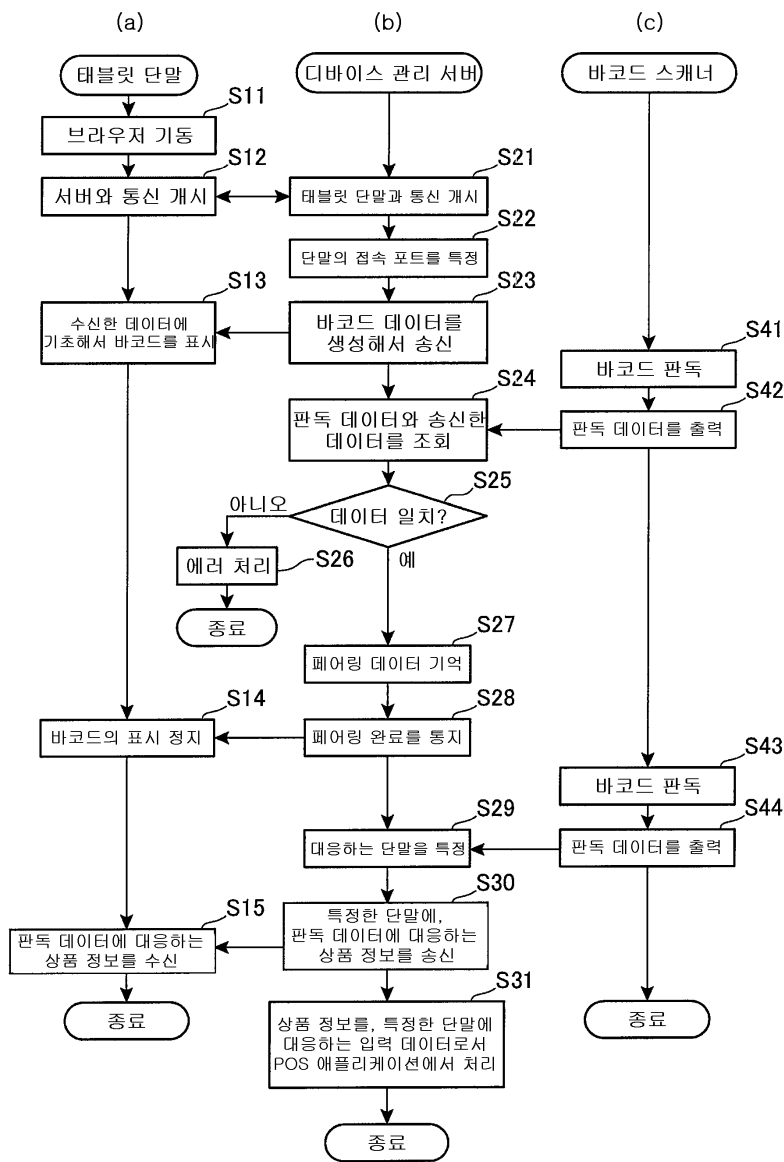 (a)
(b)
(c)
태블릿 단말
디바이스 관리 서버
바코드 스캐너
S11
브라우저 기동
S12
서버와 통신 개시
S21
태블릿 단말과 통신 개시
S22
단말의 접속 포트를 특정
S13
수신한 데이터에
기초해서 바코드를 표시
S23
바코드 데이터를
생성해서 송신
S41
바코드 판독
S24
판독 데이터와 송신한
데이터를 조회
S42
판독 데이터를 출력
S25
데이터 일치?
아니오
예
에러 처리
S26
종료
S27
페어링 데이터 기억
S14
바코드의 표시 정지
S28
페어링 완료를 통지
S43
바코드 판독
S29
대응하는 단말을 특정
S44
판독 데이터를 출력
S15
판독 데이터에 대응하는
상품 정보를 수신
S30
특정한 단말에,
판독 데이터에 대응하는
상품 정보를 송신
종료
S31
상품 정보를, 특정한 단말에
대응하는 입력 데이터로서
POS 애플리케이션에서 처리
종료
종료